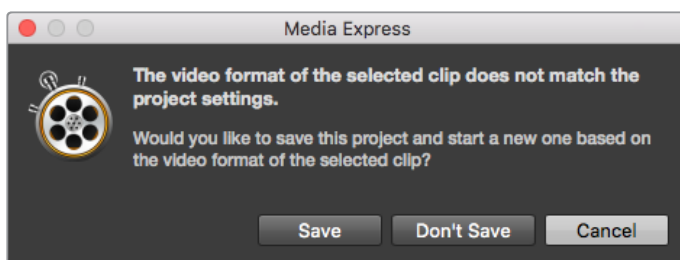 Media Express
The video format of the selected clip does not match the
project settings.
Would you like to save this project and start a new one based on
the video format of the selected clip?
Save
Don't Save
Cancel